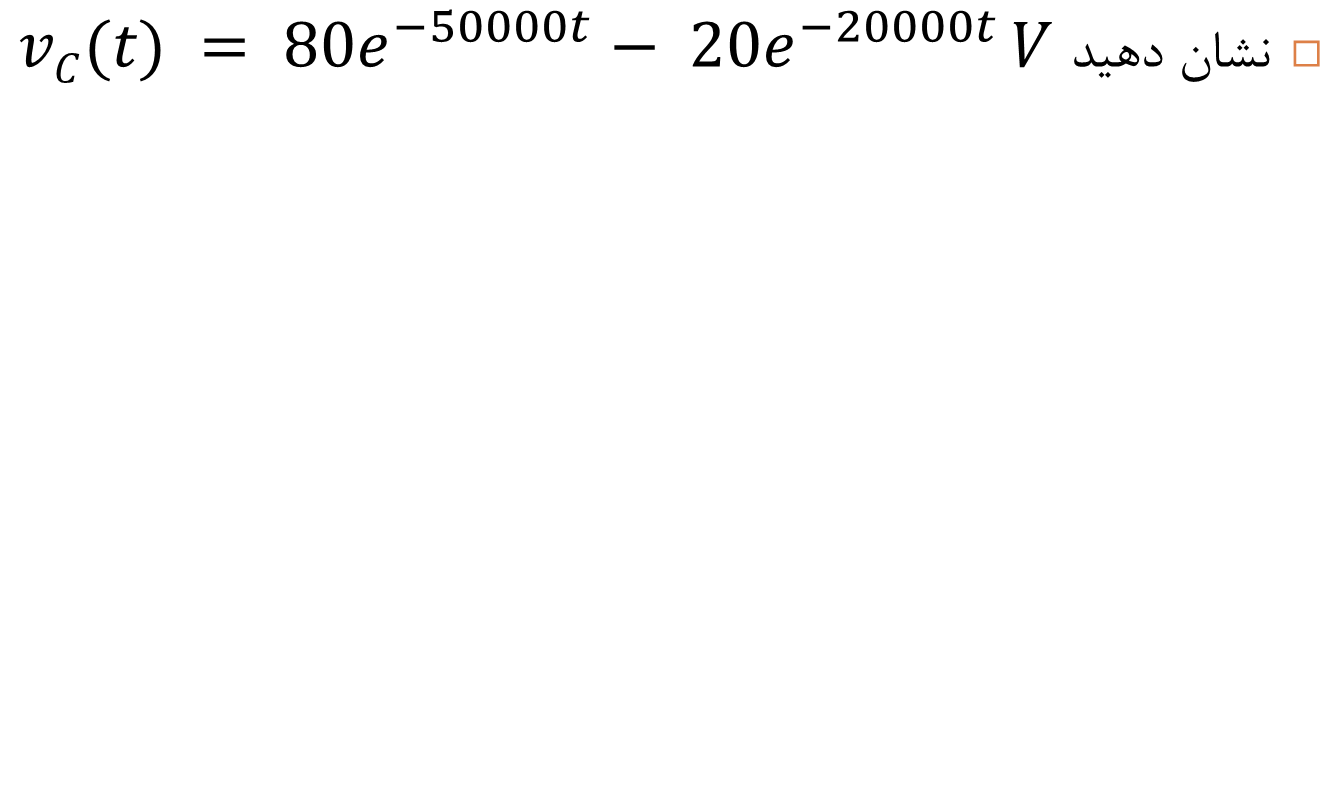 نشان دهید v_C(t) = 80e^{−50000t} − 20e^{−20000t} V